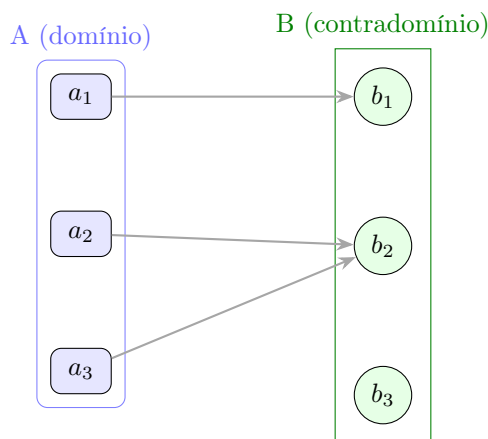 B (contradomínio)
A (domínio)
a₁ b₁
a₂ b₂
a₃ b₃